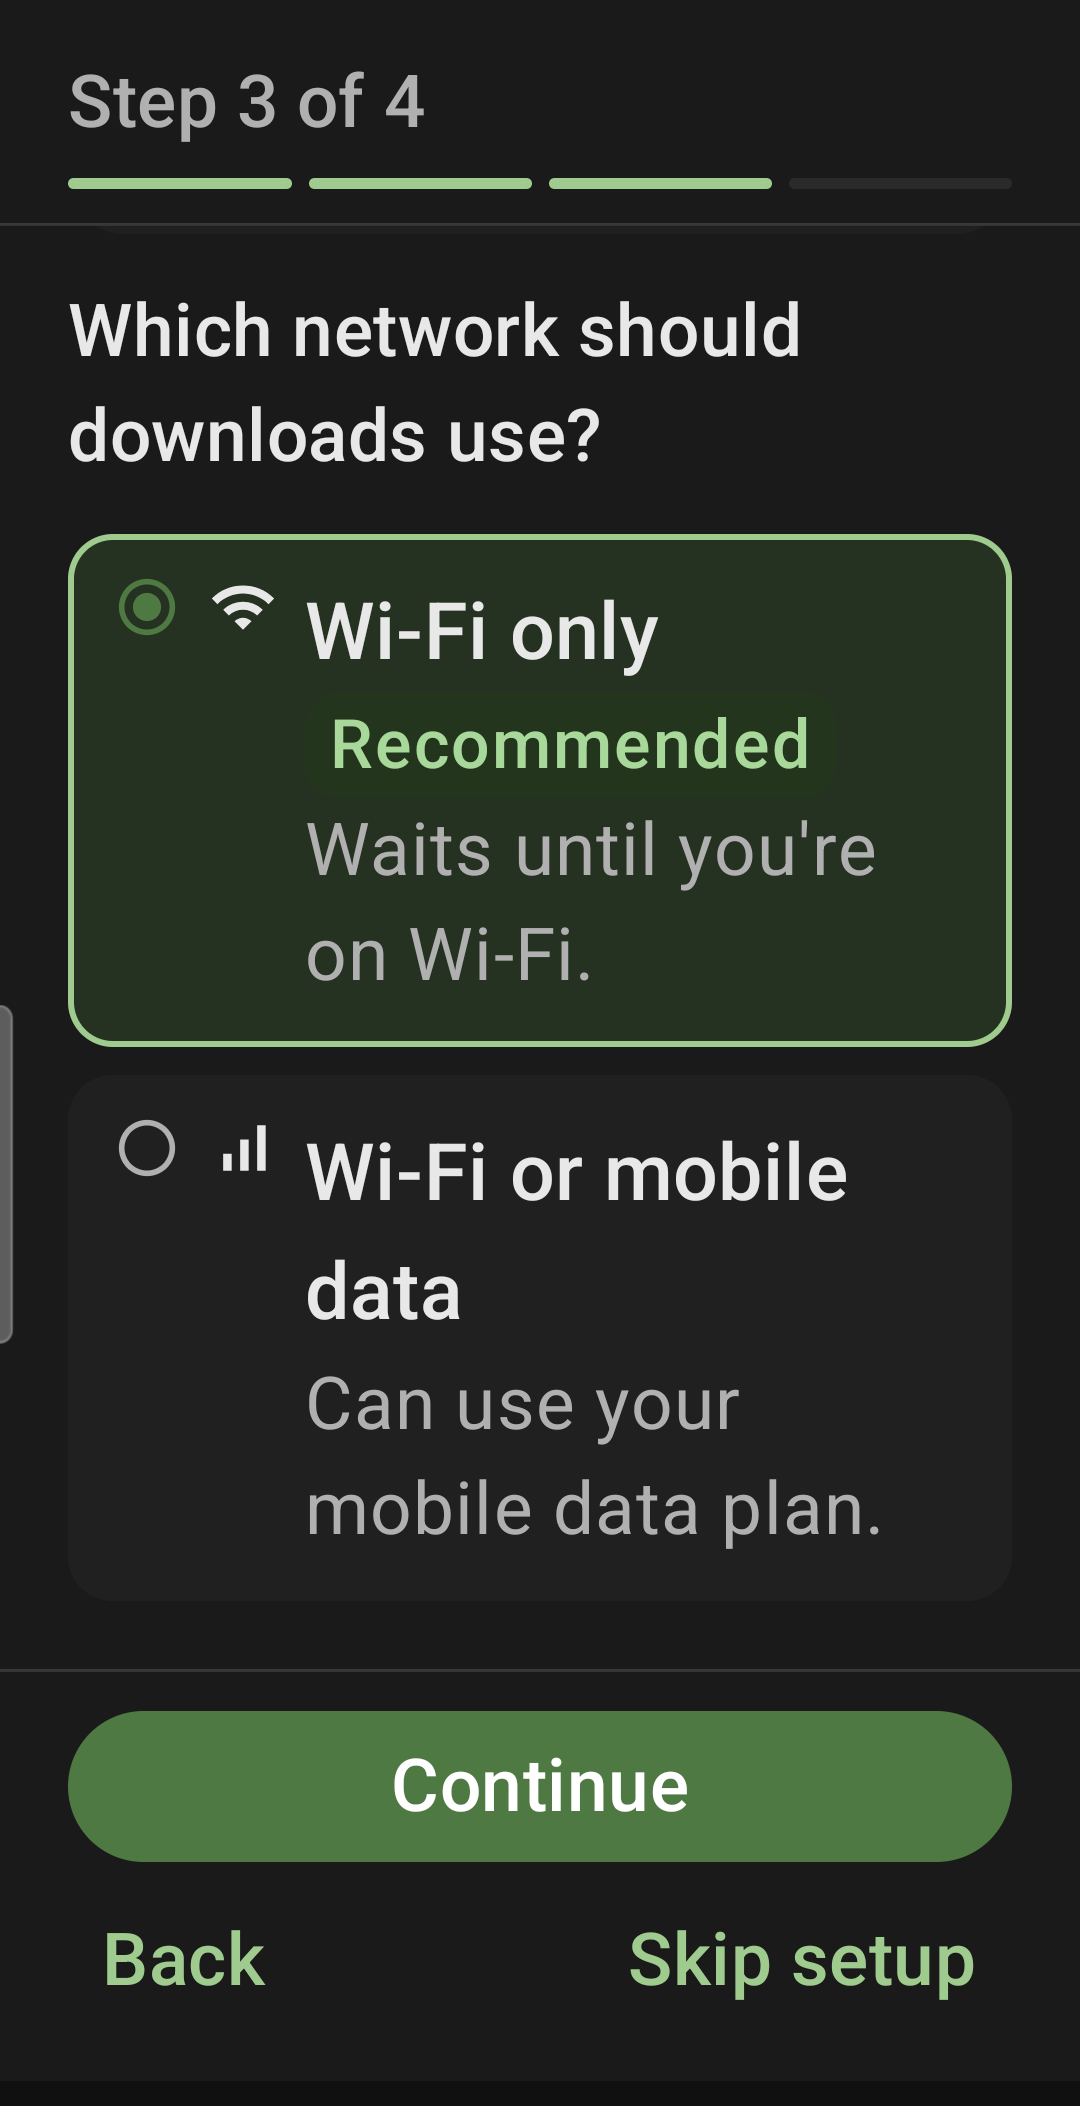 Step 3 of 4
Which network should
downloads use?
Wi-Fi only
Recommended
Waits until you're
on Wi-Fi.
Wi-Fi or mobile
data
Can use your
mobile data plan.
Continue
Back
Skip setup